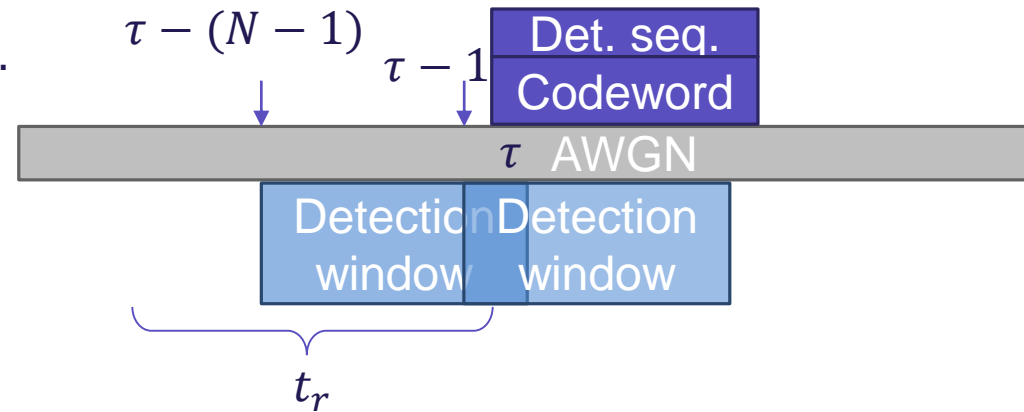 τ − (N − 1)
.
τ − 1
Det. seq.
Codeword
τ AWGN
Detection
window
Detection
window
t_r